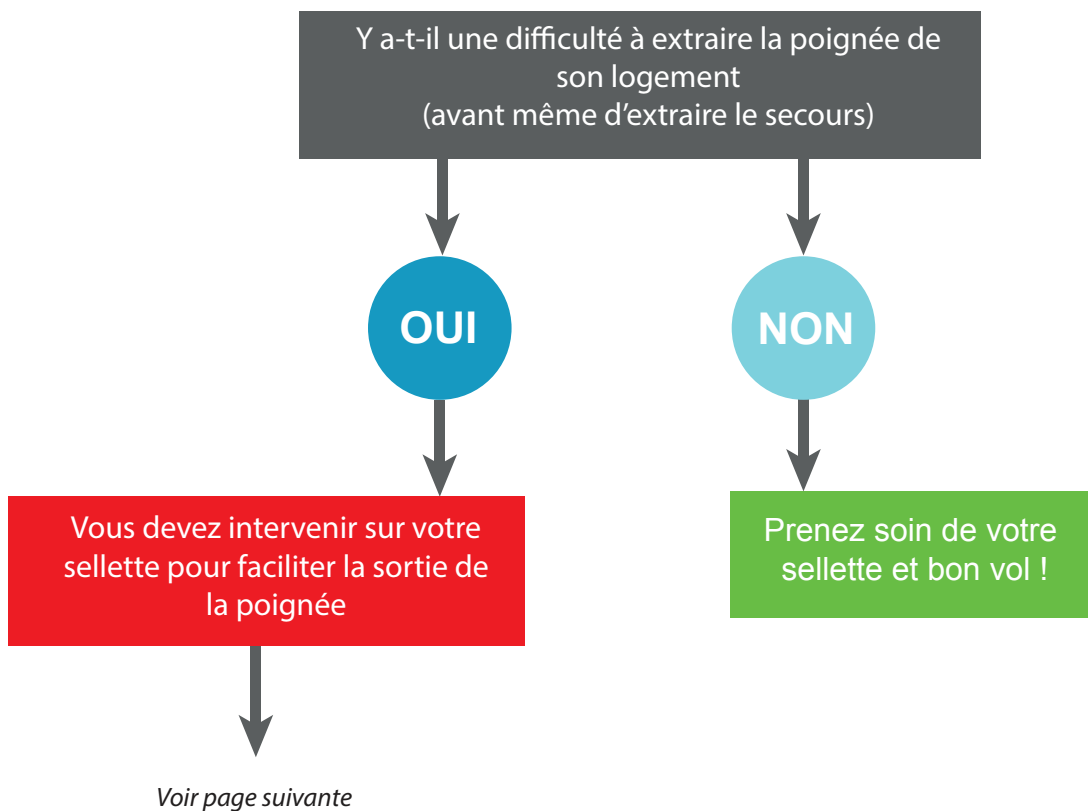 Y a-t-il une difficulté à extraire la poignée de
son logement
(avant même d'extraire le secours)
OUI
NON
Vous devez intervenir sur votre
sellette pour faciliter la sortie de
la poignée
Prenez soin de votre
sellette et bon vol !
Voir page suivante